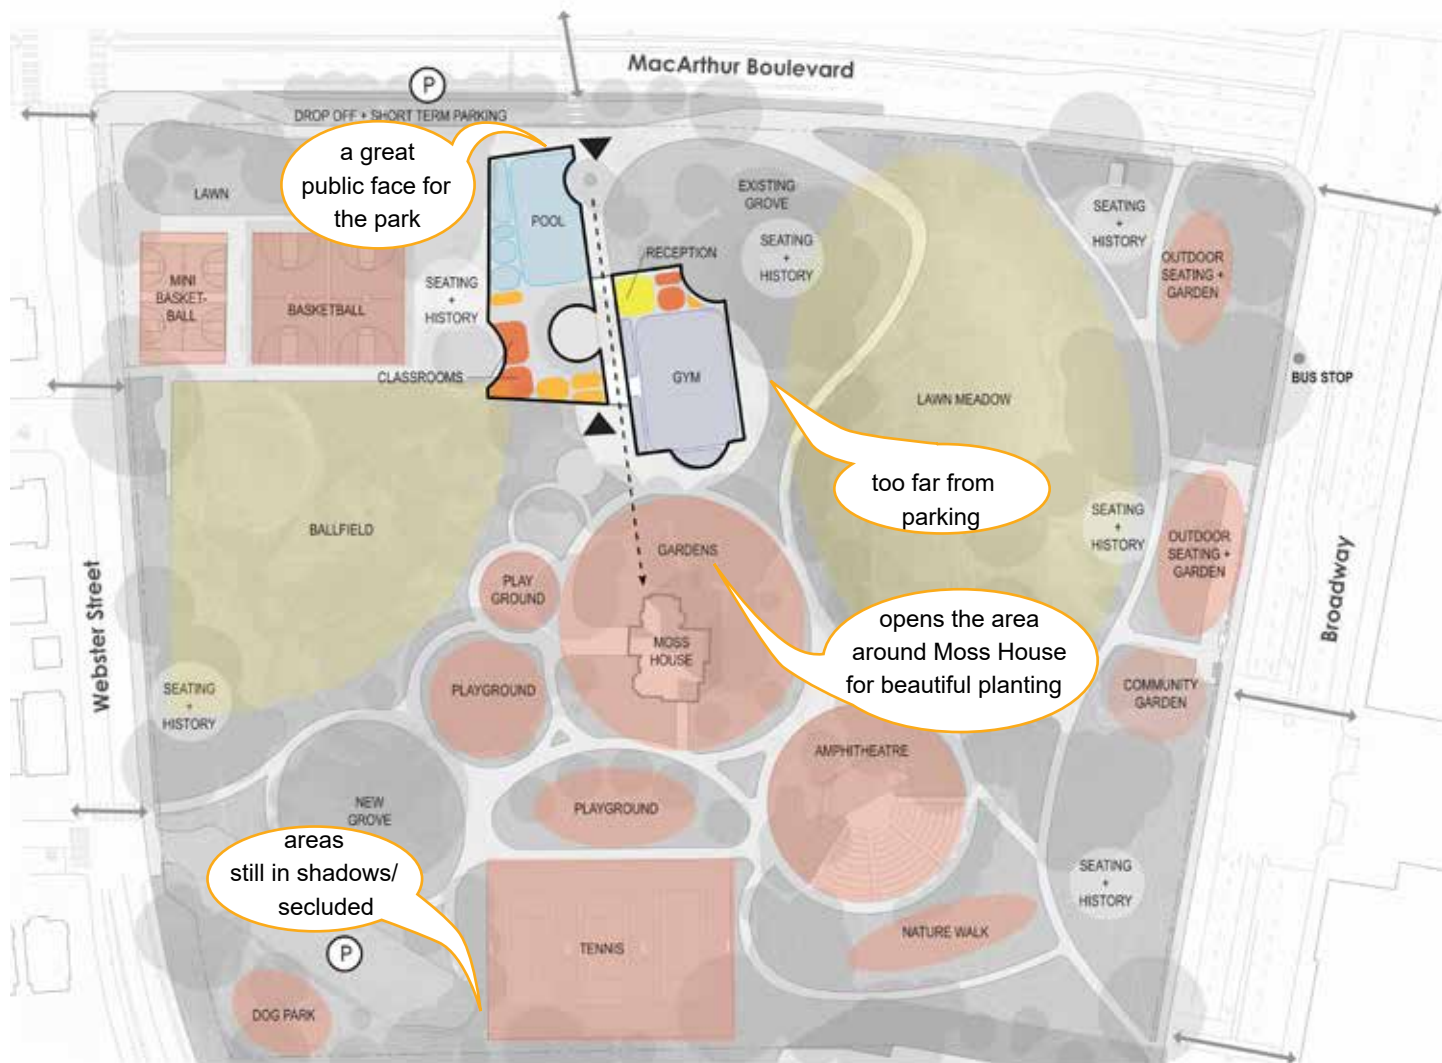 MacArthur Boulevard
P
DROP OFF + SHORT TERM PARKING
a great
public face for
the park
LAWN
POOL
EXISTING
GROVE
SEATING
+
HISTORY
SEATING
+
HISTORY
OUTDOOR
SEATING +
GARDEN
RECEPTION
MINI
BASKET-
BALL
BASKETBALL
SEATING
+
HISTORY
CLASSROOMS
GYM
LAWN MEADOW
BUS STOP
too far from
parking
BALLFIELD
SEATING
+
HISTORY
OUTDOOR
SEATING +
GARDEN
GARDENS
PLAY
GROUND
MOSS
HOUSE
opens the area
around Moss House
for beautiful planting
Webster Street
Broadway
SEATING
+
HISTORY
PLAYGROUND
COMMUNITY
GARDEN
AMPHITHEATRE
NEW
GROVE
PLAYGROUND
areas
still in shadows/
secluded
SEATING
+
HISTORY
P
TENNIS
NATURE WALK
DOG PARK